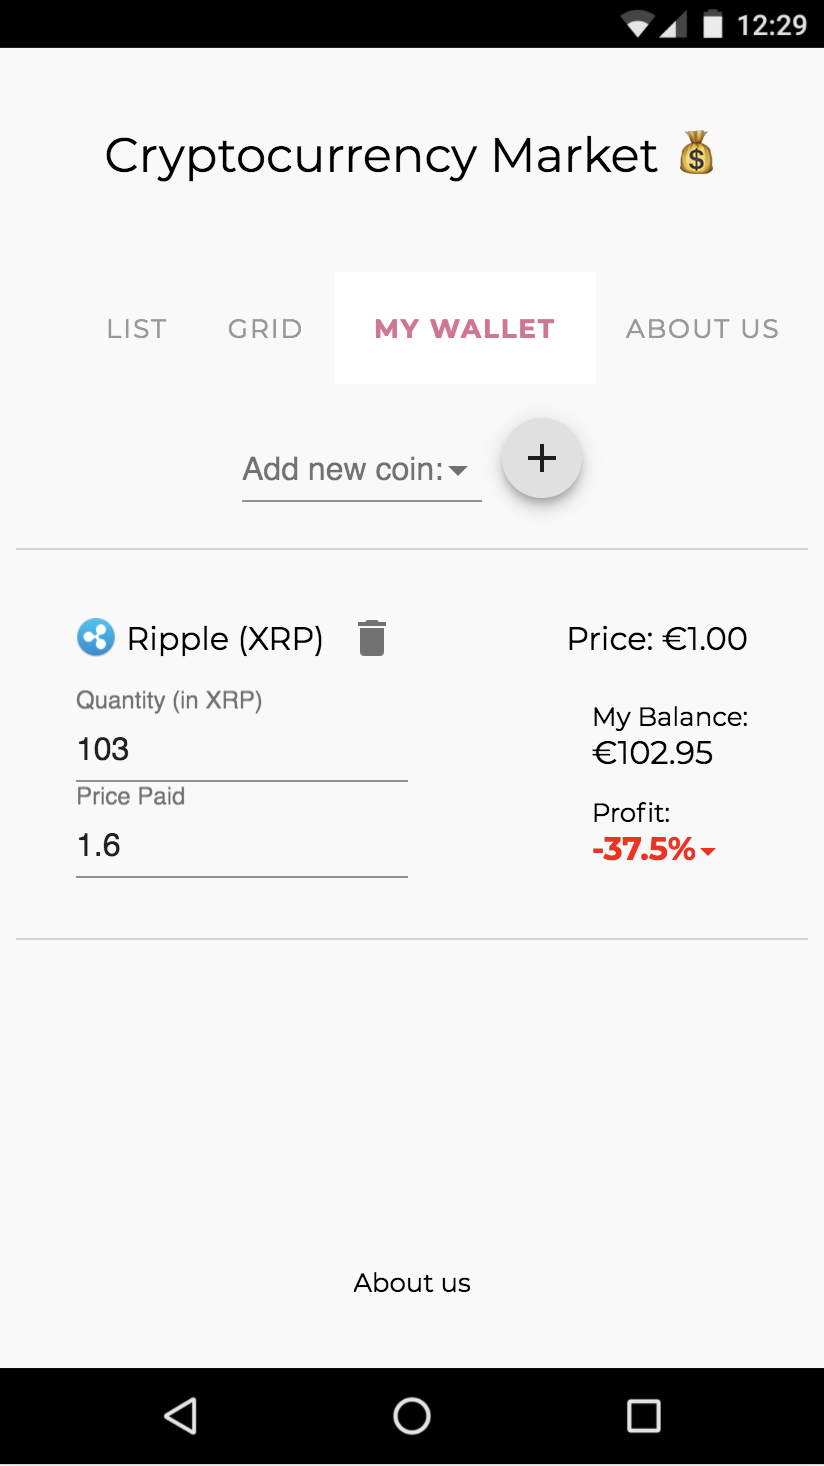 12:29
Cryptocurrency Market 💰
LIST GRID MY WALLET ABOUT US
Add new coin:
Ripple (XRP) Price: €1.00
Quantity (in XRP)
103
My Balance:
€102.95
Price Paid
1.6
Profit:
-37.5%
About us